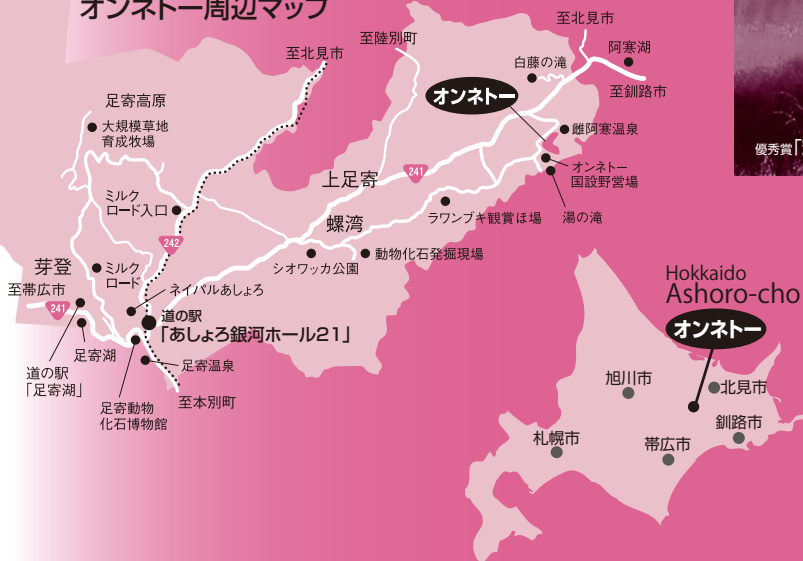 オンネトー周辺マップ
至北見市
至陸別町
阿寒湖
白藤の滝
至北見市
オンネトー
至釧路市
足寄高原
大規模草地
育成牧場
雌阿寒温泉
オンネトー
国設野営場
241
上足寄
ミルク
ロード入口
ラワンブキ観賞ほ場
湯の滝
螺湾
242
動物化石発掘現場
シオワッカ公園
芽登
ミルク
ロード
至帯広市
ネイパルあしょろ
241
道の駅
「あしょろ銀河ホール21」
足寄湖
足寄温泉
道の駅
「足寄湖」
足寄動物
化石博物館
至本別町
優秀賞「
Hokkaido
Ashoro-cho
オンネトー
旭川市
北見市
釧路市
札幌市
帯広市